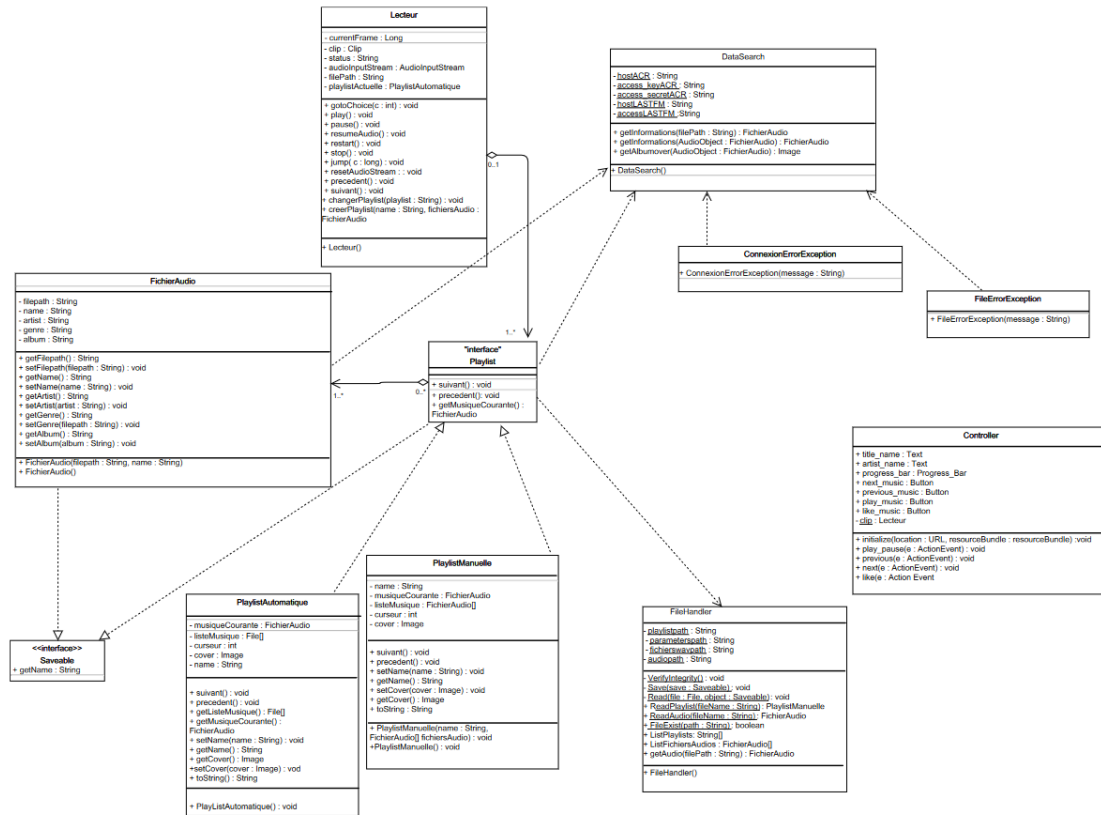 Lecteur
- currentFrame : Long
- clip : Clip
- status : String
- audioInputStream : AudioInputStream
- filePath : String
- playlistActuelle : PlaylistAutomatique
+ gotoChoice(c : int) : void
+ play() : void
+ pause() : void
+ resumeAudio() : void
+ restart() : void
+ stop() : void
+ jump( c : long) : void
+ resetAudioStream : : void
+ precedent() : void
+ suivant() : void
+ changerPlaylist(playlist : String) : void
+ creerPlaylist(name : String, fichiersAudio :
FichierAudio
+ Lecteur()
0..1
1..*
DataSearch
- hostACR : String
- access_keyACR : String
- access_secretACR : String
- hostLASTFM : String
- accessLASTFM :String
+ getInformations(filePath : String) : FichierAudio
+ getInformations(AudioObject : FichierAudio) : FichierAudio
+ getAlbumover(AudioObject : FichierAudio) : Image
+ DataSearch()
ConnexionErrorException
+ ConnexionErrorException(message : String)
FileErrorException
+ FileErrorException(message : String)
FichierAudio
- filepath : String
- name : String
- artist : String
- genre : String
- album : String
+ getFilepath() : String
+ setFilepath(filepath : String) : void
+ getName() : String
+ setName(name : String) : void
+ getArtist() : String
+ setArtist(artist : String) : void
+ getGenre() : String
+ setGenre(filepath : String) : void
+ getAlbum() : String
+ setAlbum(album : String) : void
+ FichierAudio(filepath : String, name : String)
+ FichierAudio()
1..*
0..*
"interface"
Playlist
+ suivant() : void
+ precedent(): void
+ getMusiqueCourante() :
FichierAudio
Controller
+ title_name : Text
+ artist_name : Text
+ progress_bar : Progress_Bar
+ next_music : Button
+ previous_music : Button
+ play_music : Button
+ like_music : Button
- clip : Lecteur
+ initialize(location : URL, resourceBundle : resourceBundle) :void
+ play_pause(e : ActionEvent) : void
+ previous(e : ActionEvent) : void
+ next(e : ActionEvent) : void
+ like(e : Action Event
PlaylistManuelle
- name : String
- musiqueCourante : FichierAudio
- listeMusique : FichierAudio[]
- curseur : int
- cover : Image
+ suivant() : void
+ precedent() : void
+ setName(name : String) : void
+ getName() : String
+ setCover(cover : Image) : void
+ getCover() : Image
+ toString : String
+ PlaylistManuelle(name : String,
FichierAudio[] fichiersAudio) : void
+PlaylistManuelle() : void
PlaylistAutomatique
- musiqueCourante : FichierAudio
- listeMusique : File[]
- curseur : int
- cover : Image
- name : String
+ suivant() : void
+ precedent() : void
+ getListeMusique() : File[]
+ getMusiqueCourante() :
FichierAudio
+ setName(name : String) : void
+ getName() : String
+ getCover() : Image
+setCover(cover : Image) : vod
+ toString() : String
+ PlayListAutomatique() : void
<<interface>>
Saveable
+ getName : String
FileHandler
- playlistpath : String
- parameterspath : String
- fichierswavpath : String
- audiopath : String
- VerifyIntegrity() : void
- Save(save : Saveable) : void
- Read(file : File, object : Saveable) : void
+ ReadPlaylist(fileName : String) : PlaylistManuelle
+ ReadAudio(fileName : String) : FichierAudio
+ FileExist(path : String) : boolean
+ ListPlaylists: String[]
+ ListFichiersAudios : FichierAudio[]
+ getAudio(filePath : String) : FichierAudio
+ FileHandler()